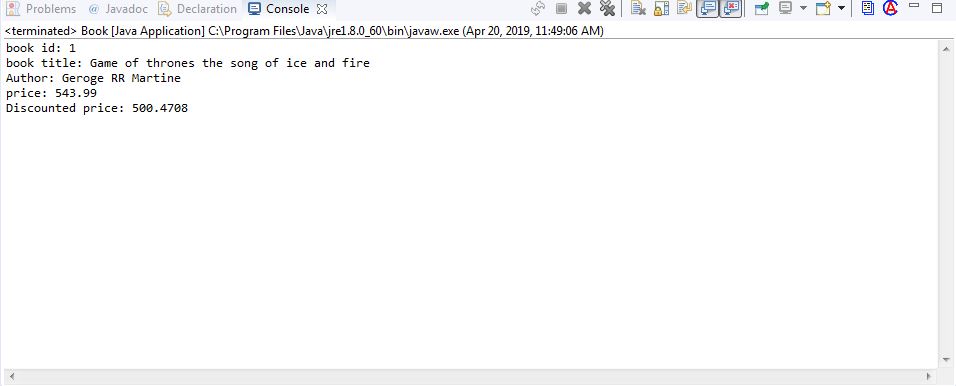 Problems @ Javadoc Declaration Console
<terminated> Book [Java Application] C:\Program Files\Java\jre1.8.0_60\bin\javaw.exe (Apr 20, 2019, 11:49:06 AM)
book id: 1
book title: Game of thrones the song of ice and fire
Author: Geroge RR Martine
price: 543.99
Discounted price: 500.4708